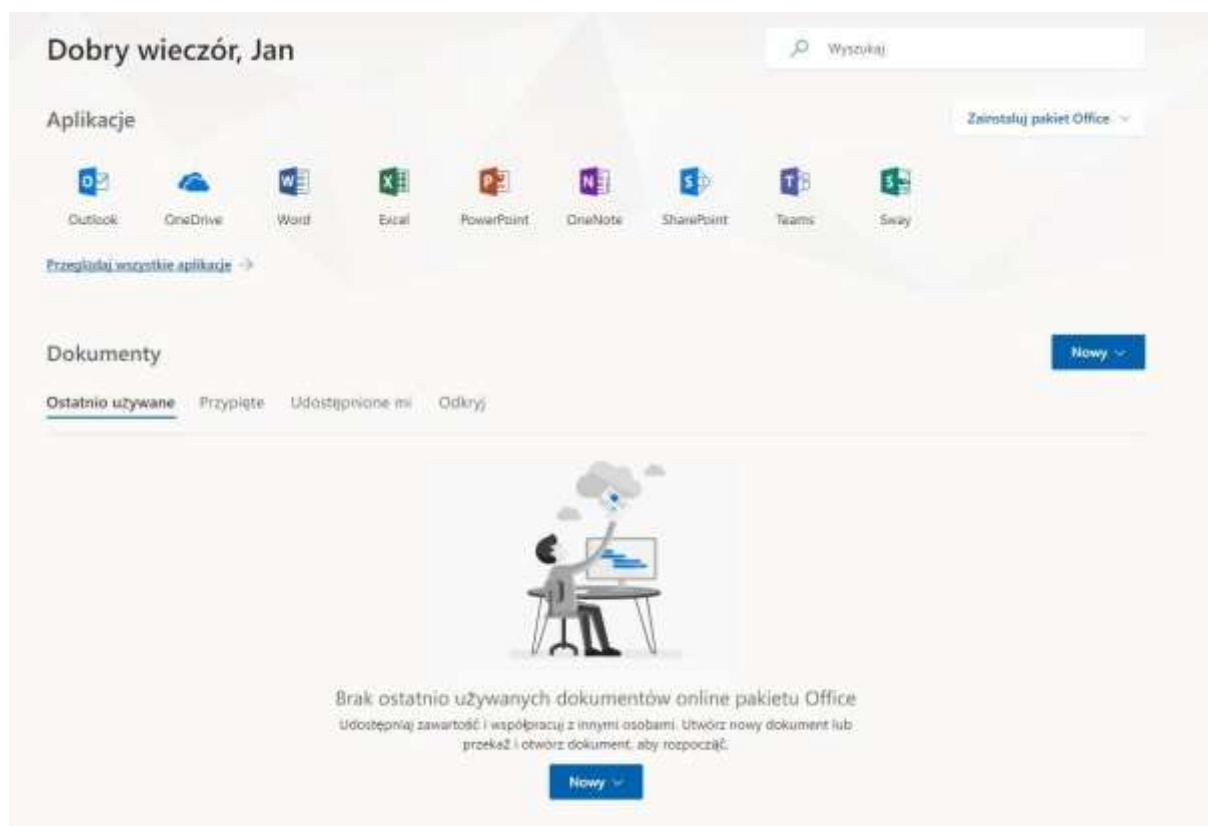 Dobry wieczór, Jan
Wyszukaj
Aplikacje
Zainstaluj pakiet Office
Outlook OneDrive Word Excel PowerPoint OneNote SharePoint Teams Sway
Przeglądaj wszystkie aplikacje →
Dokumenty
Nowy
Ostatnio używane Przypięte Udostępnione mi Odkryj
Brak ostatnio używanych dokumentów online pakietu Office
Udostępniaj zawartość i współpracuj z innymi osobami. Utwórz nowy dokument lub
przekaż i otwórz dokument, aby rozpocząć.
Nowy